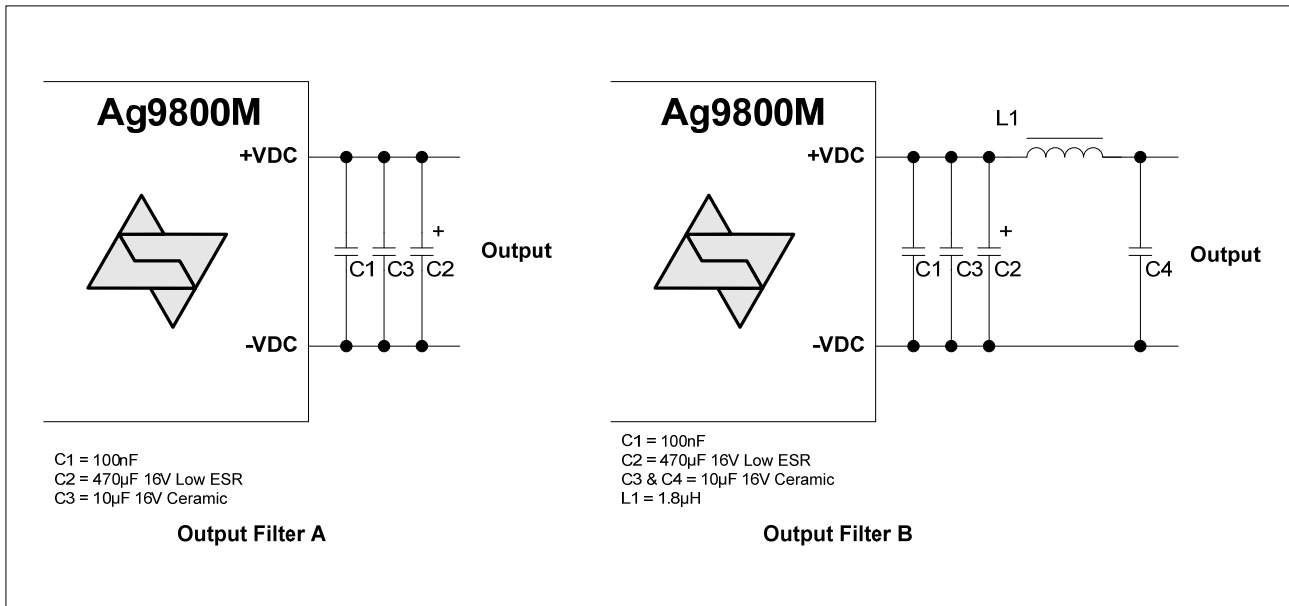 Ag9800M
+VDC
-VDC
C1
C3
C2
+
Output
C1 = 100nF
C2 = 470µF 16V Low ESR
C3 = 10µF 16V Ceramic
Output Filter A
Ag9800M
+VDC
-VDC
C1
C3
C2
+
L1
C4
Output
C1 = 100nF
C2 = 470µF 16V Low ESR
C3 & C4 = 10µF 16V Ceramic
L1 = 1.8µH
Output Filter B